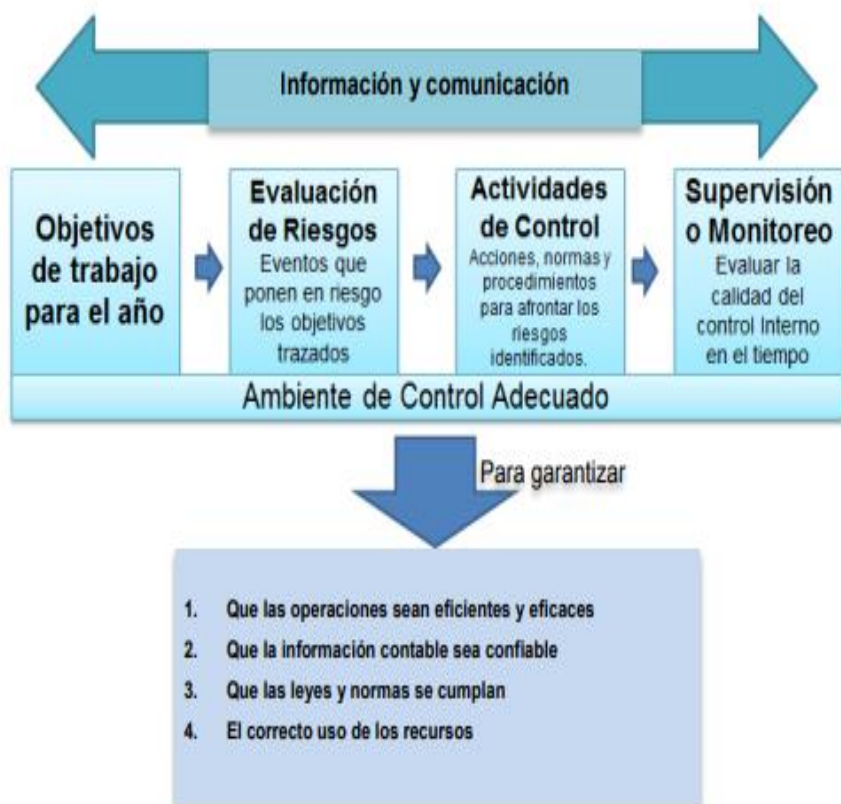 Información y comunicación
Objetivos
de trabajo
para el año
Evaluación
de Riesgos
Eventos que
ponen en riesgo
los objetivos
trazados
Actividades
de Control
Acciones, normas y
procedimientos
para afrontar los
riesgos
identificados.
Supervisión
o Monitoreo
Evaluar la
calidad del
control Interno
en el tiempo
Ambiente de Control Adecuado
Para garantizar
1. Que las operaciones sean eficientes y eficaces
2. Que la información contable sea confiable
3. Que las leyes y normas se cumplan
4. El correcto uso de los recursos